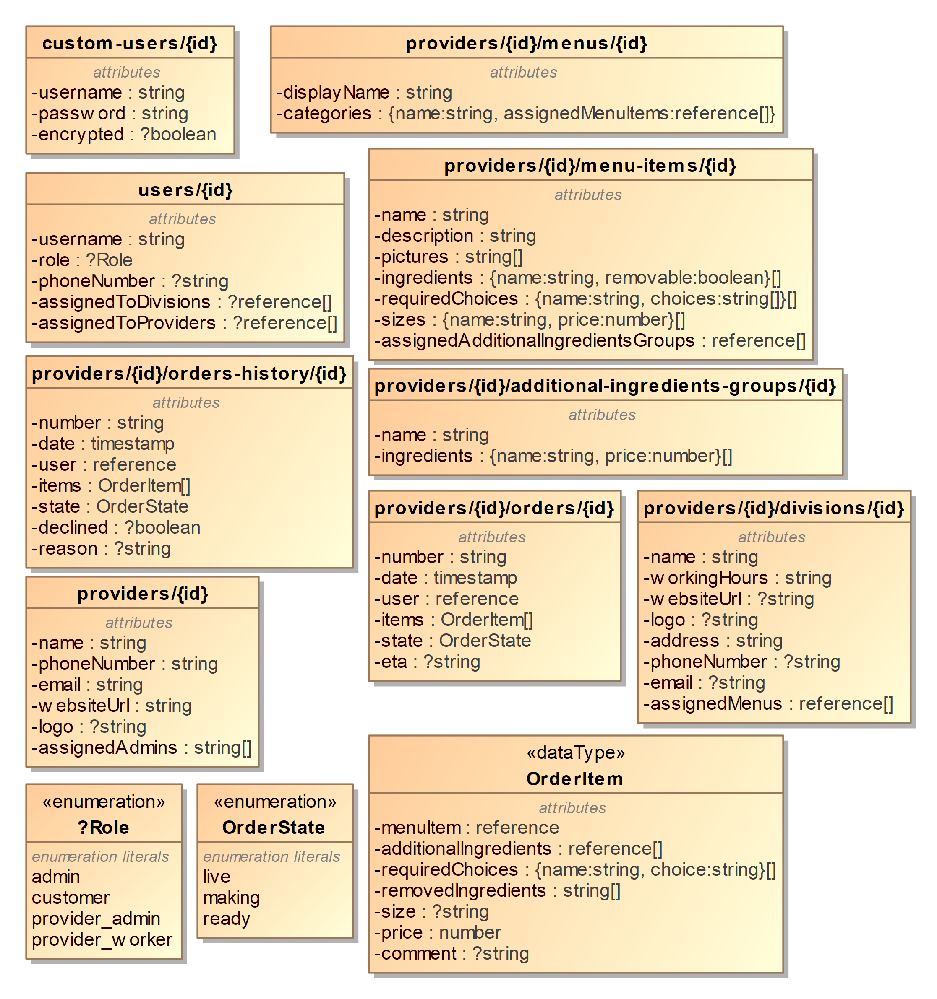 custom-users/{id}
attributes
-username : string
-password : string
-encrypted : ?boolean
providers/{id}/menus/{id}
attributes
-displayName : string
-categories : {name:string, assignedMenuItems:reference[]}
users/{id}
attributes
-username : string
-role : ?Role
-phoneNumber : ?string
-assignedToDivisions : ?reference[]
-assignedToProviders : ?reference[]
providers/{id}/menu-items/{id}
attributes
-name : string
-description : string
-pictures : string[]
-ingredients : {name:string, removable:boolean}[]
-requiredChoices : {name:string, choices:string[]}[]
-sizes : {name:string, price:number}[]
-assignedAdditionalIngredientsGroups : reference[]
providers/{id}/orders-history/{id}
attributes
-number : string
-date : timestamp
-user : reference
-items : OrderItem[]
-state : OrderState
-declined : ?boolean
-reason : ?string
providers/{id}/additional-ingredients-groups/{id}
attributes
-name : string
-ingredients : {name:string, price:number}[]
providers/{id}/orders/{id}
attributes
-number : string
-date : timestamp
-user : reference
-items : OrderItem[]
-state : OrderState
-eta : ?string
providers/{id}/divisions/{id}
attributes
-name : string
-workingHours : string
-websiteUrl : ?string
-logo : ?string
-address : string
-phoneNumber : ?string
-email : ?string
-assignedMenus : reference[]
providers/{id}
attributes
-name : string
-phoneNumber : string
-email : string
-websiteUrl : string
-logo : ?string
-assignedAdmins : string[]
«dataType»
OrderItem
attributes
-menuItem : reference
-additionalIngredients : reference[]
-requiredChoices : {name:string, choice:string}[]
-removedIngredients : string[]
-size : ?string
-price : number
-comment : ?string
«enumeration»
?Role
enumeration literals
admin
customer
provider_admin
provider_worker
«enumeration»
OrderState
enumeration literals
live
making
ready